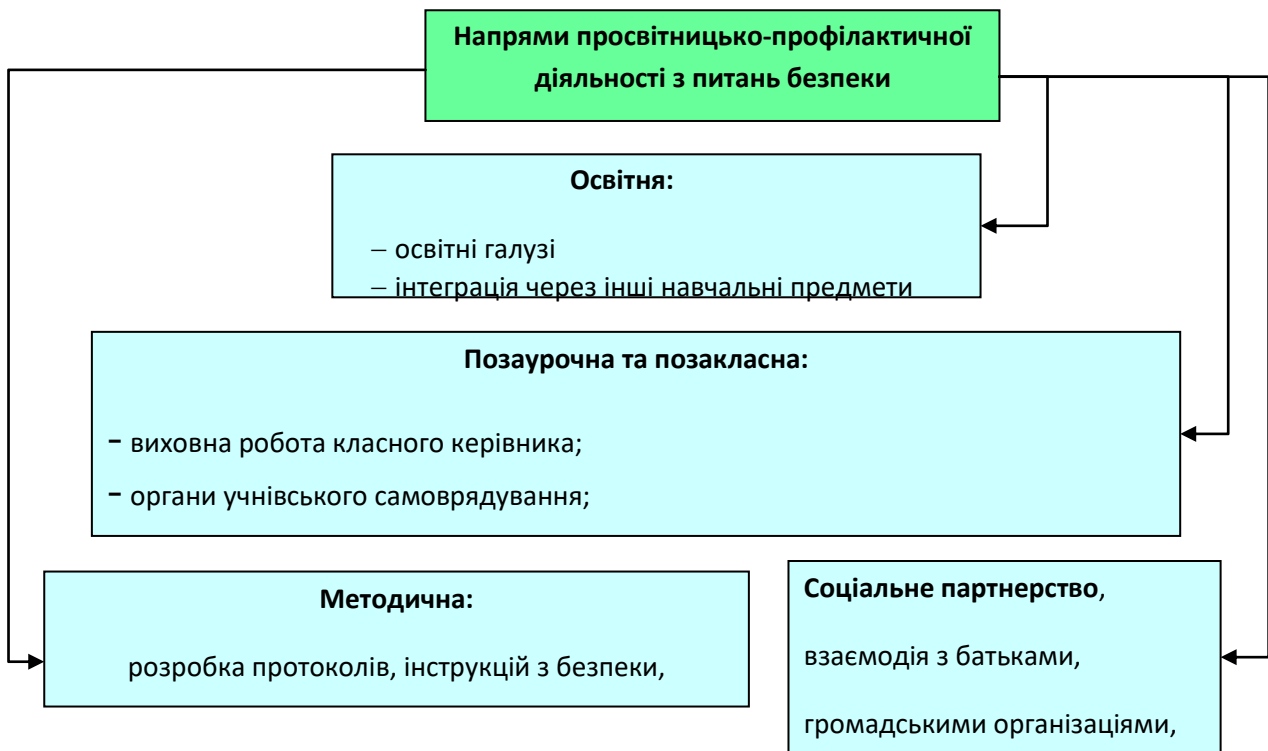 Напрями просвітницько-профілактичної
діяльності з питань безпеки
Освітня:
– освітні галузі
– інтеграція через інші навчальні предмети
Позаурочна та позакласна:
- виховна робота класного керівника;
- органи учнівського самоврядування;
Методична:
розробка протоколів, інструкцій з безпеки,
Соціальне партнерство,
взаємодія з батьками,
громадськими організаціями,